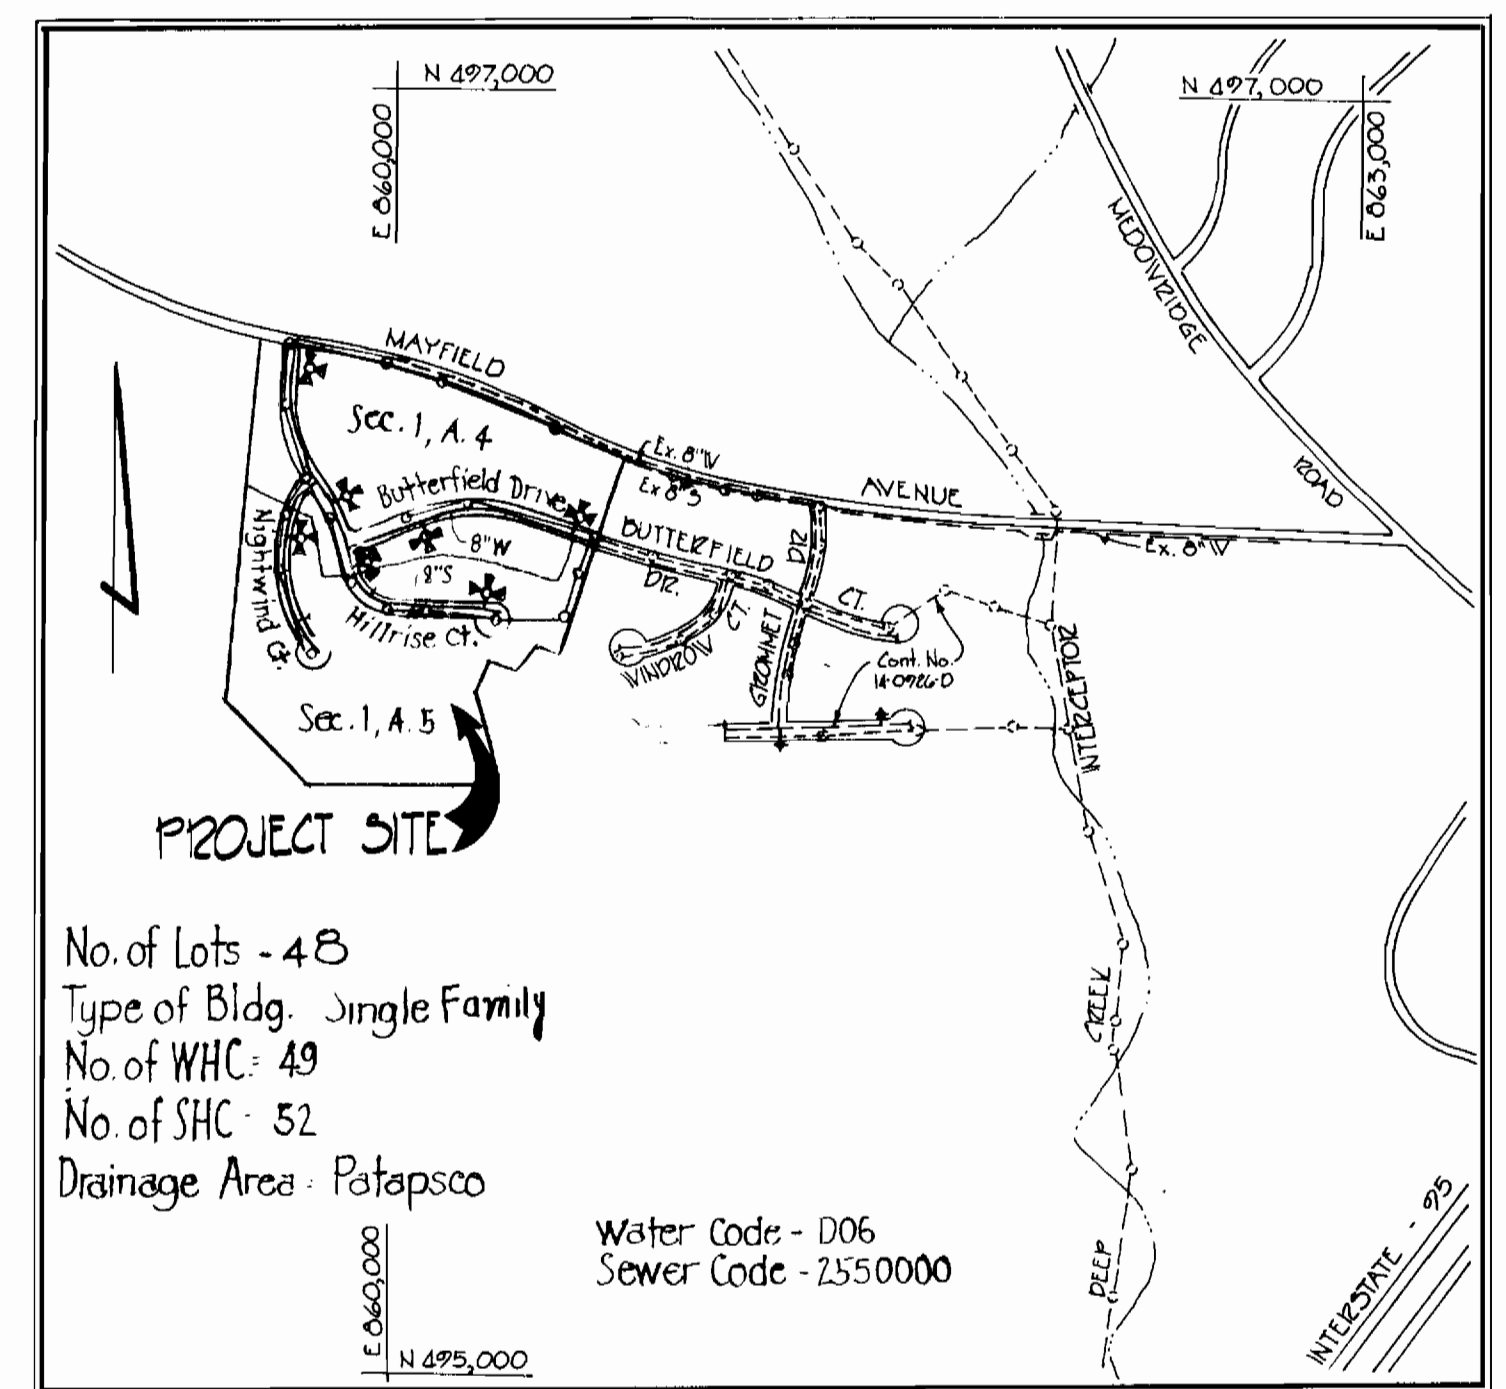 N 497,000
E 860,000
N 497,000
E 863,000
MEDOWRIDGE
ROAD
MAYFIELD
AVENUE
Sec. 1, A. 4
Ex. 8"W
Ex 8"S
Butterfield Drive
8"W
8"S
Nightwind Ct.
Hillrise Ct.
BUTTERFIELD
DR.
DR
CT.
WINDROW
CT
GROMMET
Ex. 8"W
Cont. No.
14-0926-D
INTERCEPTOR
Sec. 1, A. 5
PROJECT SITE
No. of Lots - 48
Type of Bldg. Single Family
No. of WHC: 49
No. of SHC - 52
Drainage Area: Patapsco
CREEK
DEEP
Water Code - D06
Sewer Code - 2550000
INTERSTATE - 95
E 860,000
N 495,000